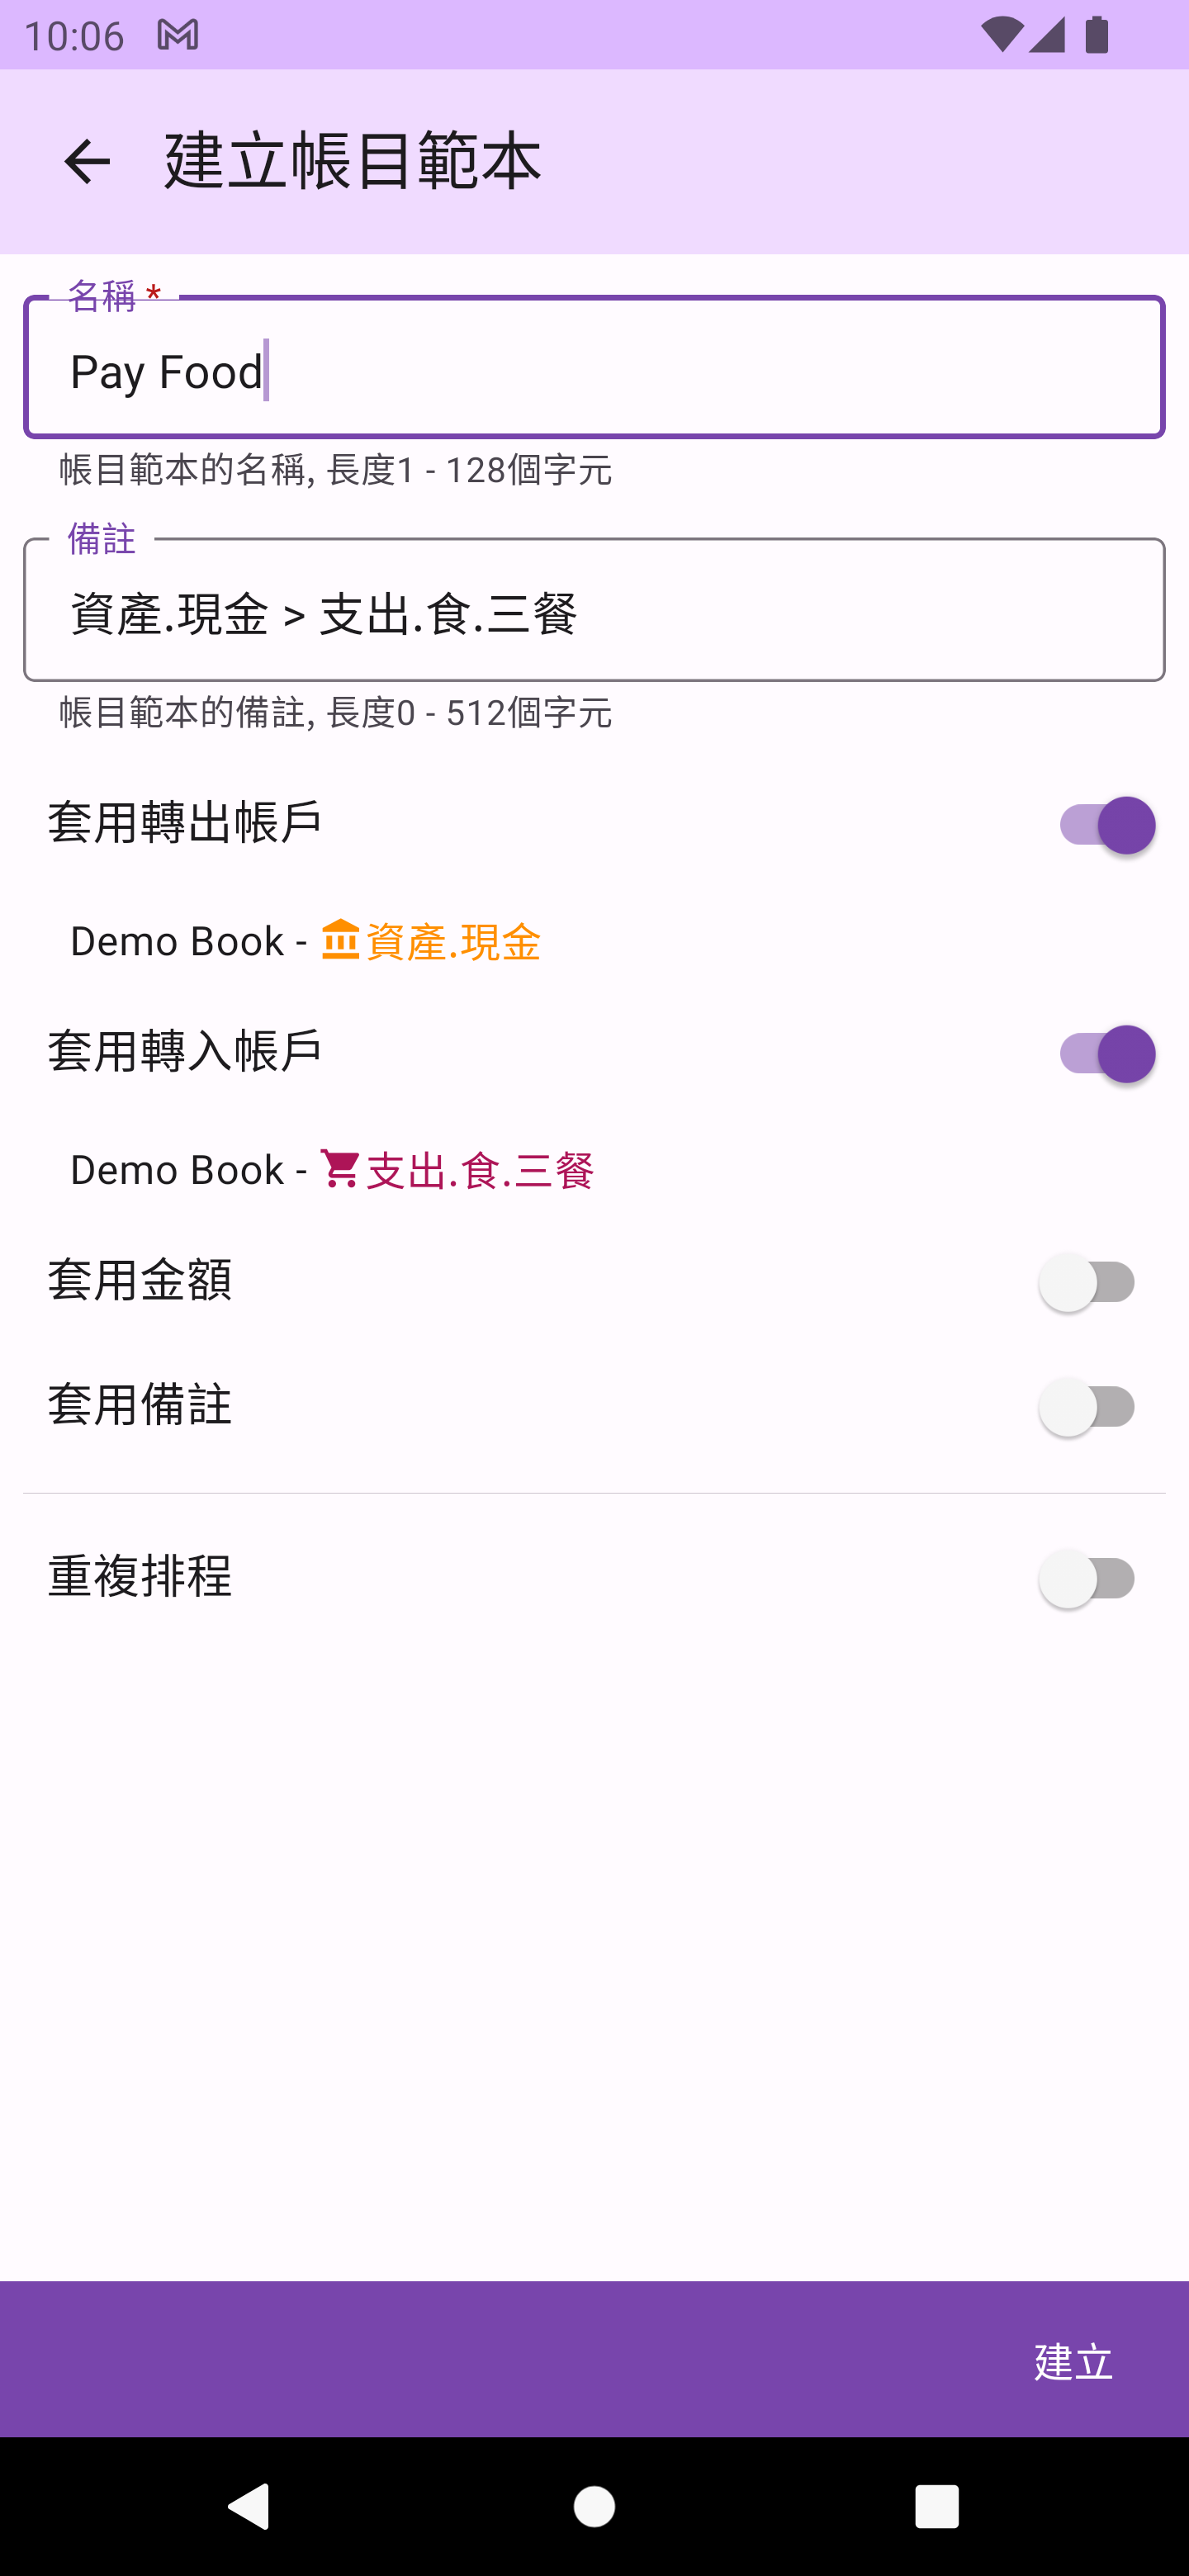 10:06
建立帳目範本
名稱 *
Pay Food
帳目範本的名稱, 長度1 - 128個字元
備註
資產.現金 > 支出.食.三餐
帳目範本的備註, 長度0 - 512個字元
套用轉出帳戶
Demo Book - 資產.現金
套用轉入帳戶
Demo Book - 支出.食.三餐
套用金額
套用備註
重複排程
建立